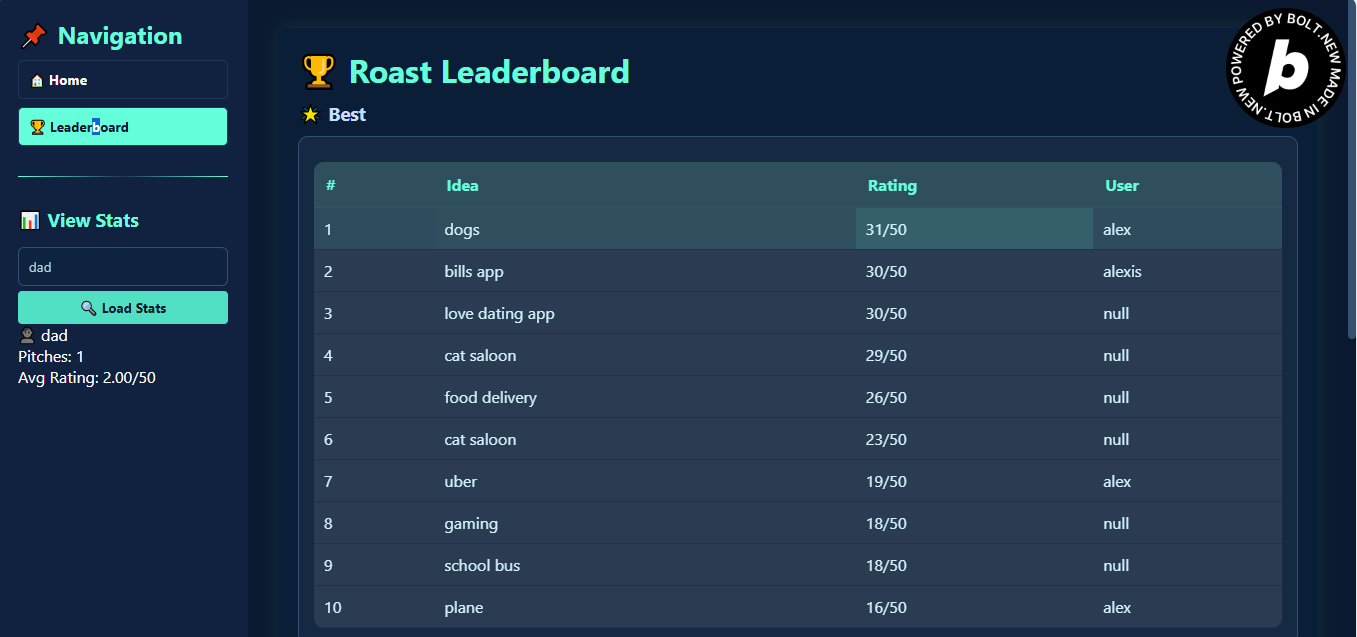 Navigation
Home
Leaderboard
View Stats
dad
Load Stats
dad
Pitches: 1
Avg Rating: 2.00/50
Roast Leaderboard
Best
# Idea Rating User
1 dogs 31/50 alex
2 bills app 30/50 alexis
3 love dating app 30/50 null
4 cat saloon 29/50 null
5 food delivery 26/50 null
6 cat saloon 23/50 null
7 uber 19/50 alex
8 gaming 18/50 null
9 school bus 18/50 null
10 plane 16/50 alex
POWERED BY BOLT.NEW MADE IN BOLT.NEW
b